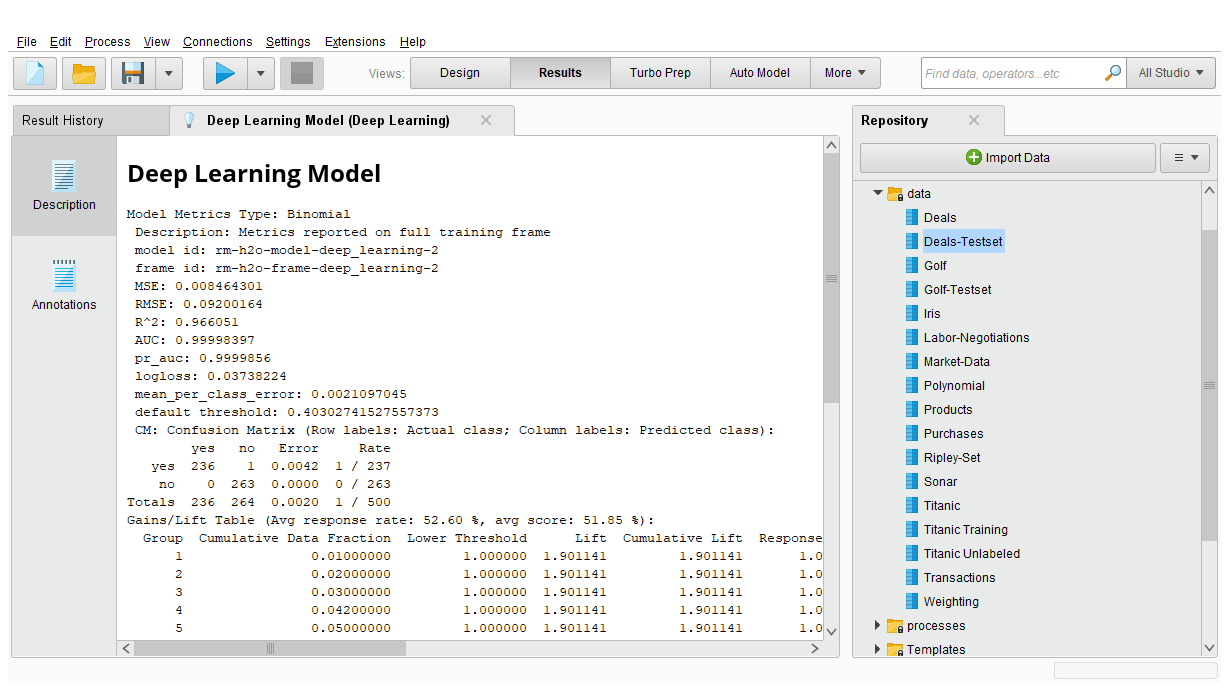 File Edit Process View Connections Settings Extensions Help
Views: Design Results Turbo Prep Auto Model More Find data, operators...etc All Studio
Result History Deep Learning Model (Deep Learning)
Description
Annotations
Deep Learning Model
Model Metrics Type: Binomial
Description: Metrics reported on full training frame
model id: rm-h2o-model-deep_learning-2
frame id: rm-h2o-frame-deep_learning-2
MSE: 0.008464301
RMSE: 0.09200164
R^2: 0.966051
AUC: 0.99998397
pr_auc: 0.9999856
logloss: 0.03738224
mean_per_class_error: 0.0021097045
default threshold: 0.40302741527557373
CM: Confusion Matrix (Row labels: Actual class; Column labels: Predicted class):
yes no Error Rate
yes 236 1 0.0042 1 / 237
no 0 263 0.0000 0 / 263
Totals 236 264 0.0020 1 / 500
Gains/Lift Table (Avg response rate: 52.60 %, avg score: 51.85 %):
Group Cumulative Data Fraction Lower Threshold Lift Cumulative Lift Response
1 0.01000000 1.000000 1.901141 1.901141 1.0
2 0.02000000 1.000000 1.901141 1.901141 1.0
3 0.03000000 1.000000 1.901141 1.901141 1.0
4 0.04200000 1.000000 1.901141 1.901141 1.0
5 0.05000000 1.000000 1.901141 1.901141 1.0
Repository
Import Data
data
Deals
Deals-Testset
Golf
Golf-Testset
Iris
Labor-Negotiations
Market-Data
Polynomial
Products
Purchases
Ripley-Set
Sonar
Titanic
Titanic Training
Titanic Unlabeled
Transactions
Weighting
processes
Templates